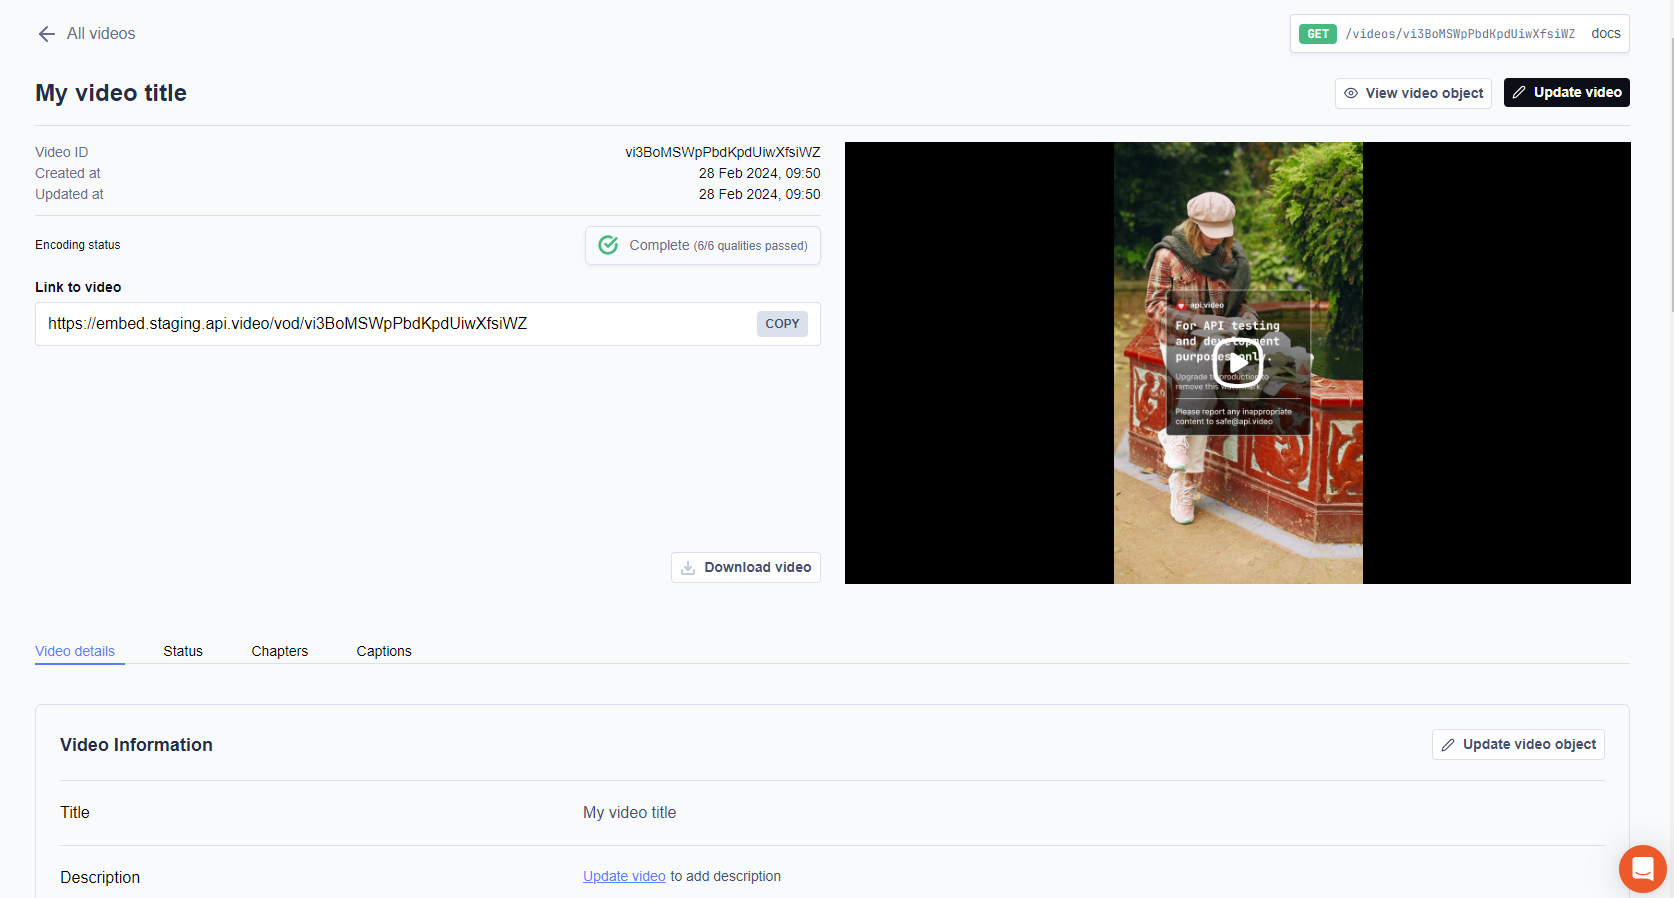 All videos
GET /videos/vi3BoMSWpPbdKpdUiwXfsiWZ docs
My video title
View video object
Update video
Video ID vi3BoMSWpPbdKpdUiwXfsiWZ
Created at 28 Feb 2024, 09:50
Updated at 28 Feb 2024, 09:50
Encoding status Complete (6/6 qualities passed)
Link to video
https://embed.staging.api.video/vod/vi3BoMSWpPbdKpdUiwXfsiWZ COPY
Download video
api.video
For API testing
and development
purposes only.
Upgrade to production to
remove this watermark.
Please report any inappropriate
content to safe@api.video
Video details Status Chapters Captions
Video Information
Update video object
Title My video title
Description Update video to add description